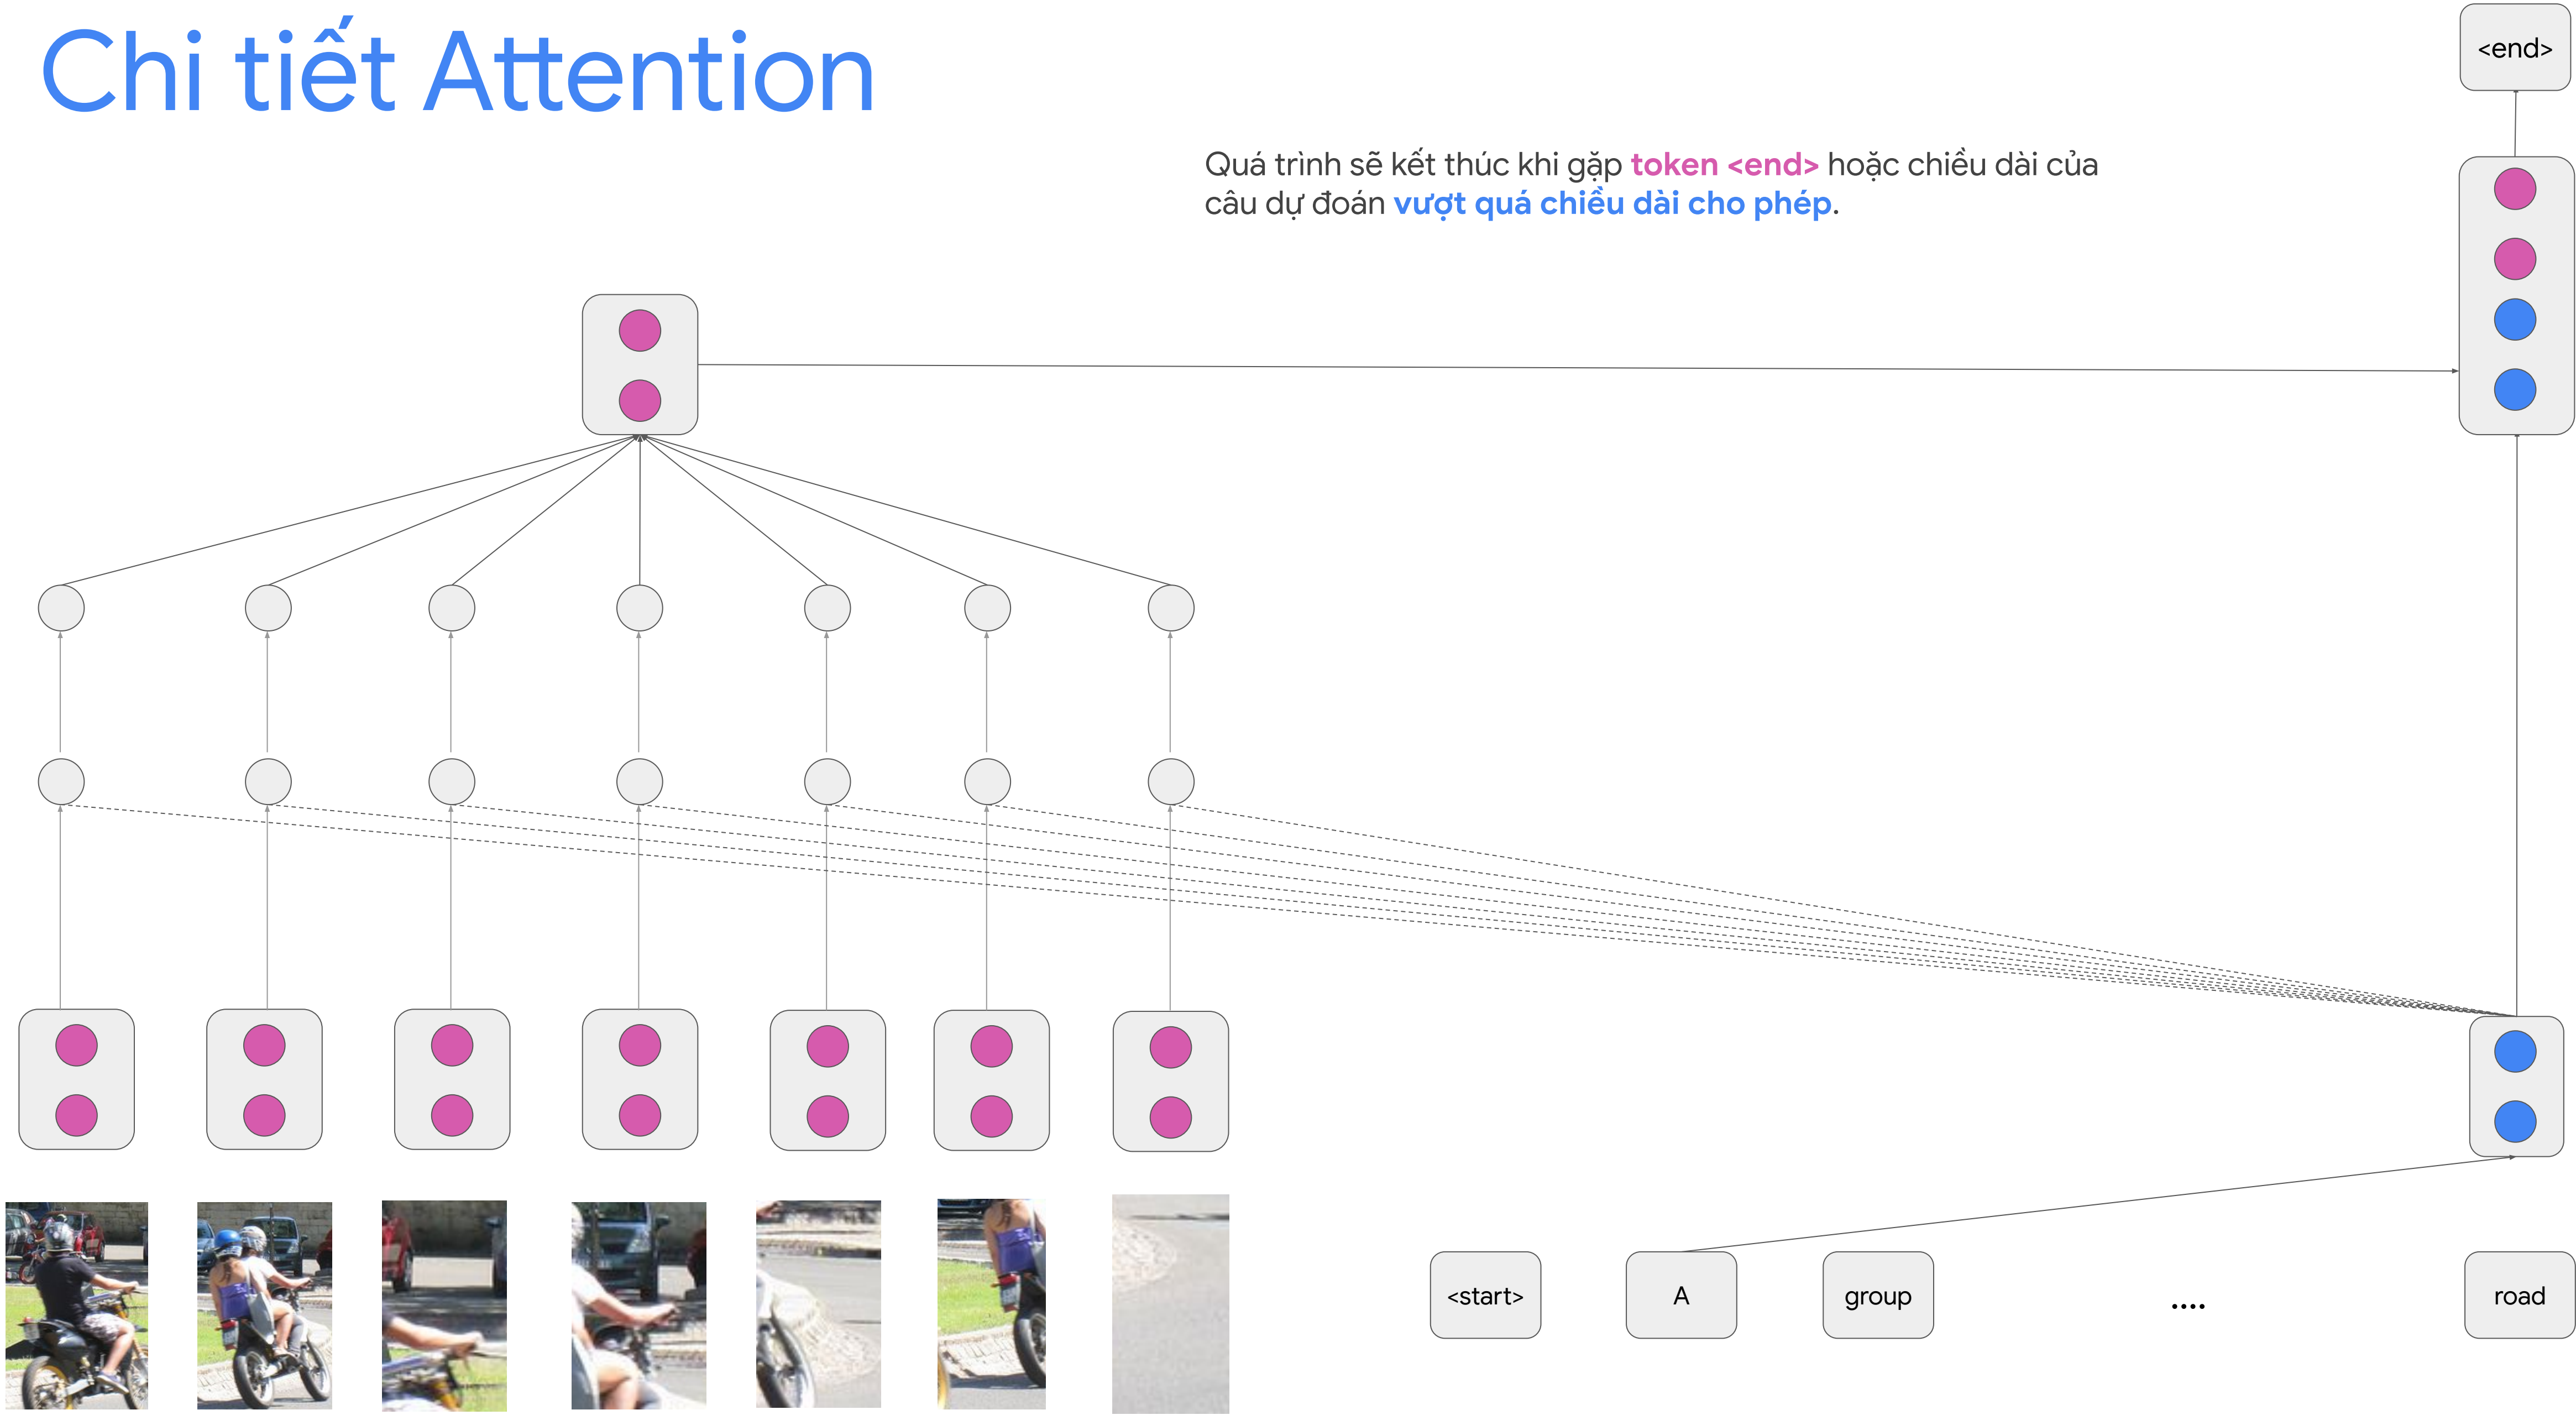 Chi tiết Attention
<end>
Quá trình sẽ kết thúc khi gặp token <end> hoặc chiều dài của
câu dự đoán vượt quá chiều dài cho phép.
<start> A group .... road